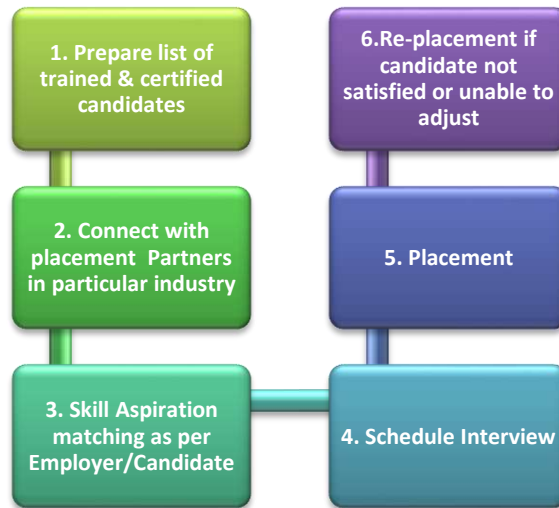 1. Prepare list of
trained & certified
candidates
2. Connect with
placement Partners
in particular industry
3. Skill Aspiration
matching as per
Employer/Candidate
4. Schedule Interview
5. Placement
6.Re-placement if
candidate not
satisfied or unable to
adjust